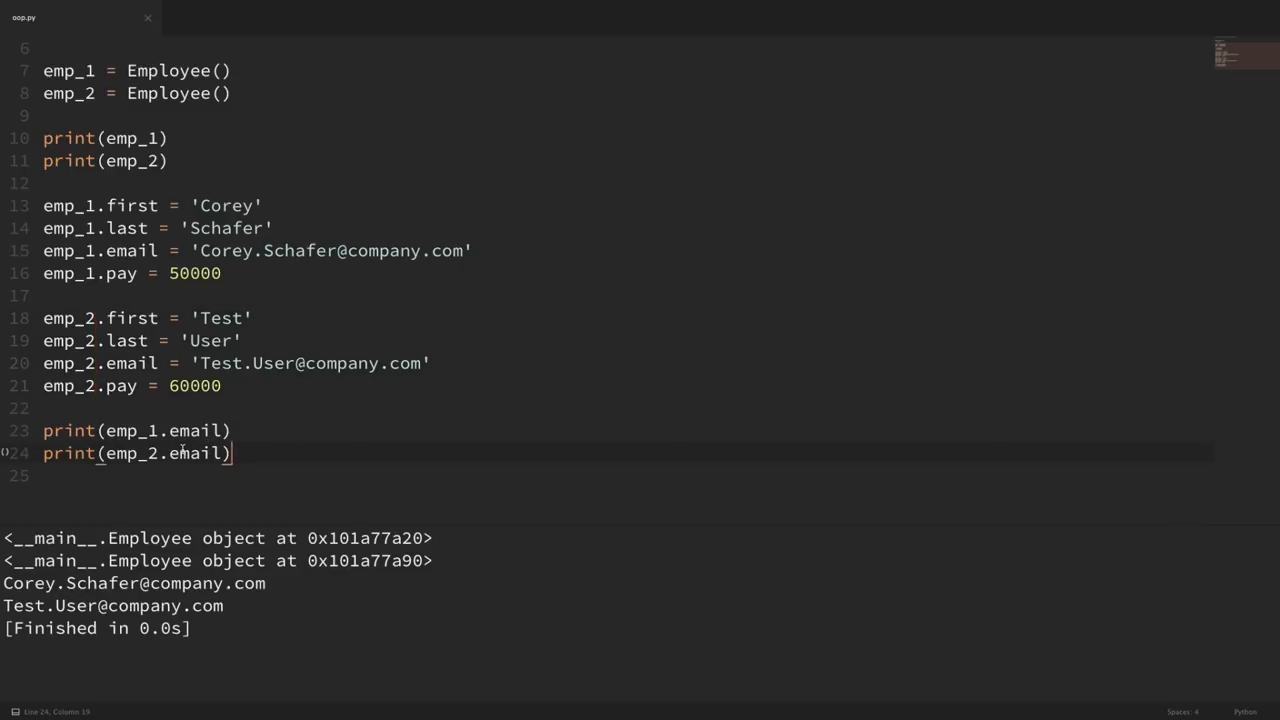 oop.py
×
6
7 emp_1 = Employee()
8 emp_2 = Employee()
9
10 print(emp_1)
11 print(emp_2)
12
13 emp_1.first = 'Corey'
14 emp_1.last = 'Schafer'
15 emp_1.email = 'Corey.Schafer@company.com'
16 emp_1.pay = 50000
17
18 emp_2.first = 'Test'
19 emp_2.last = 'User'
20 emp_2.email = 'Test.User@company.com'
21 emp_2.pay = 60000
22
23 print(emp_1.email)
()24 print(emp_2.email)
25
<__main__.Employee object at 0x101a77a20>
<__main__.Employee object at 0x101a77a90>
Corey.Schafer@company.com
Test.User@company.com
[Finished in 0.0s]
Line 24, Column 19 Spaces: 4 Python